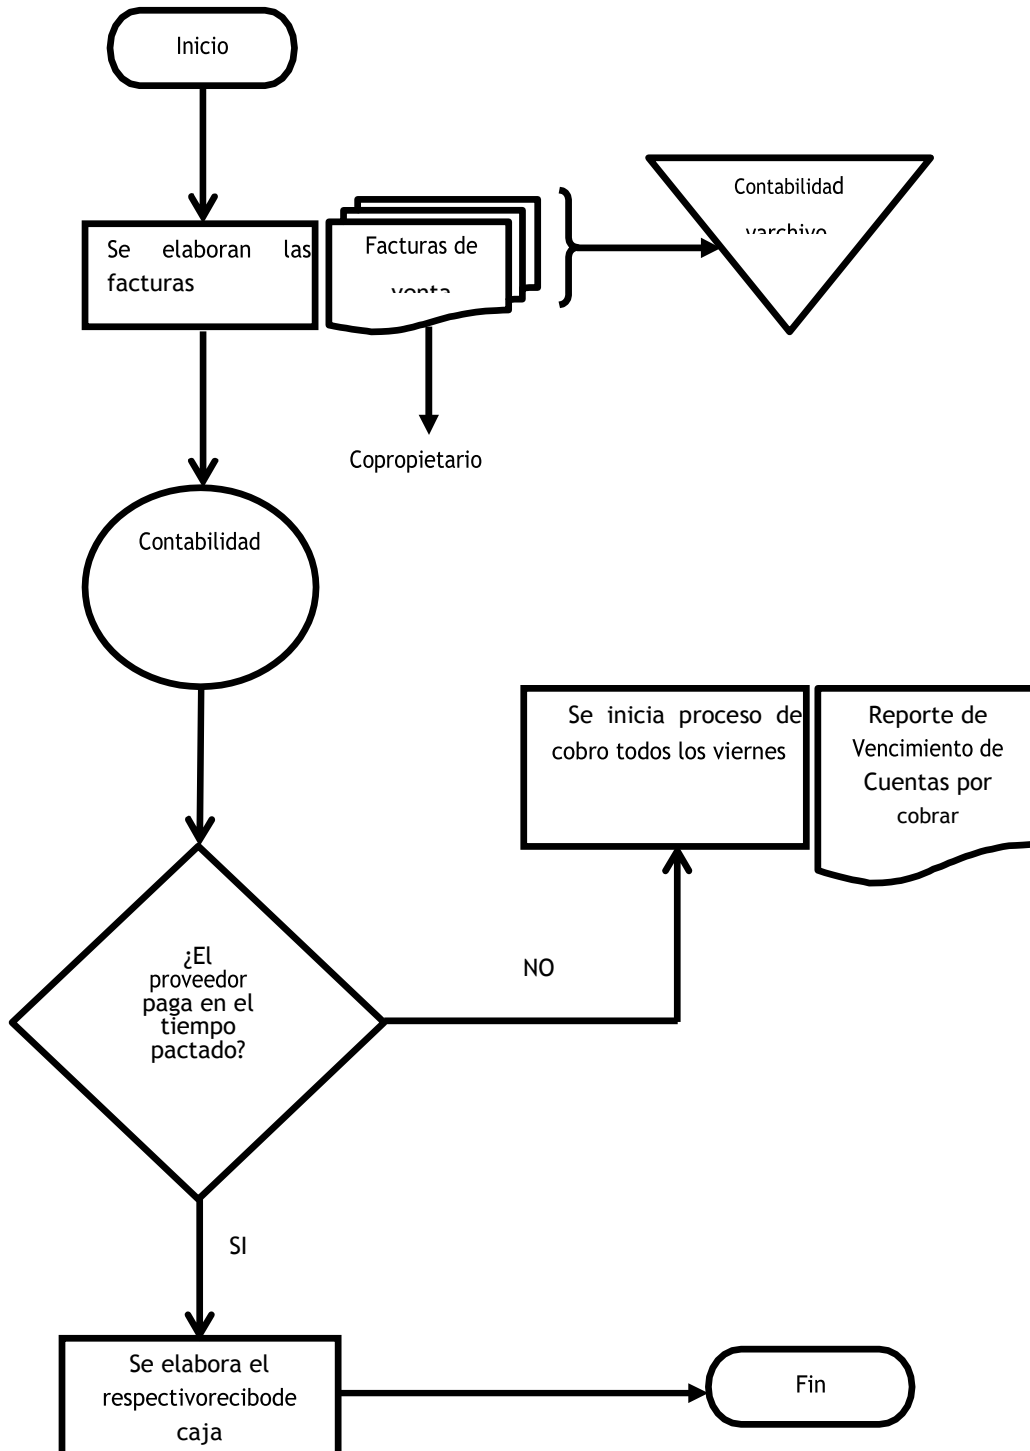 Inicio
Contabilidad
yarchivo
Se elaboran las
facturas
Facturas de
venta
Copropietario
Contabilidad
Se inicia proceso de
cobro todos los viernes
Reporte de
Vencimiento de
Cuentas por
cobrar
¿El
proveedor
paga en el
tiempo
pactado?
NO
SI
Se elabora el
respectivorecibode
caja
Fin